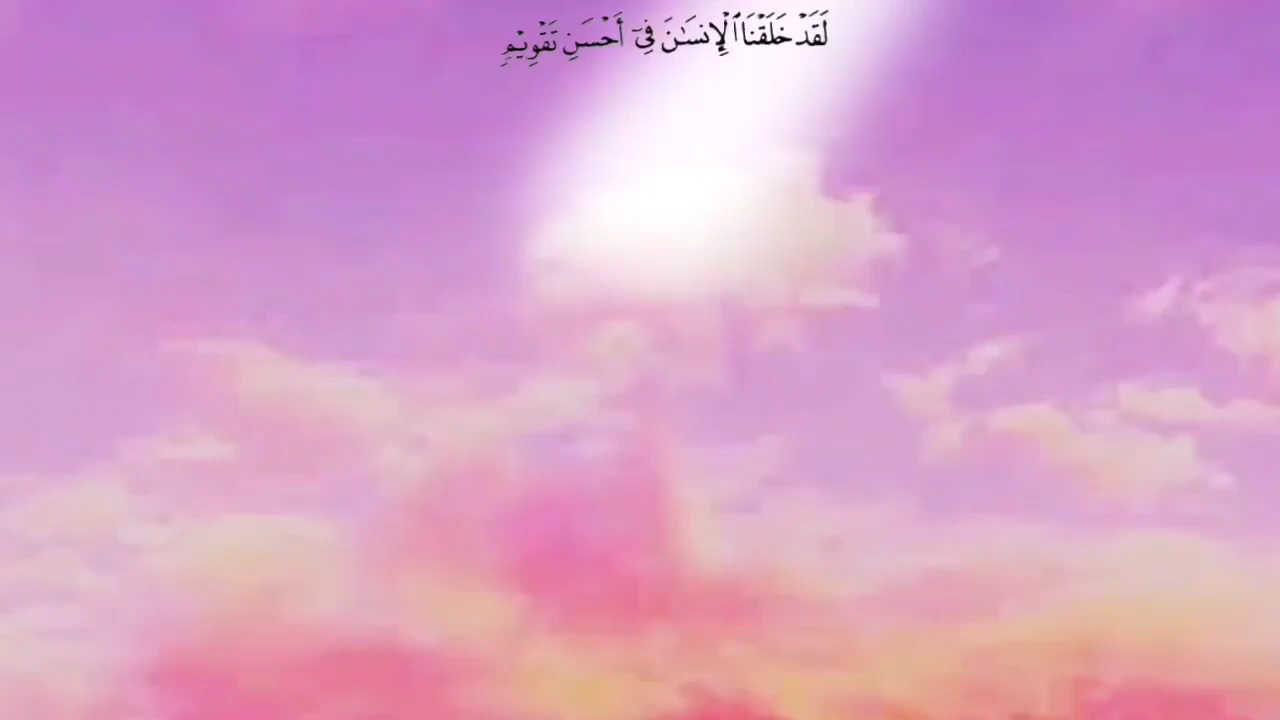 لَقَدۡ خَلَقۡنَا ٱلۡإِنسَٰنَ فِيٓ أَحۡسَنِ تَقۡوِيمٖ